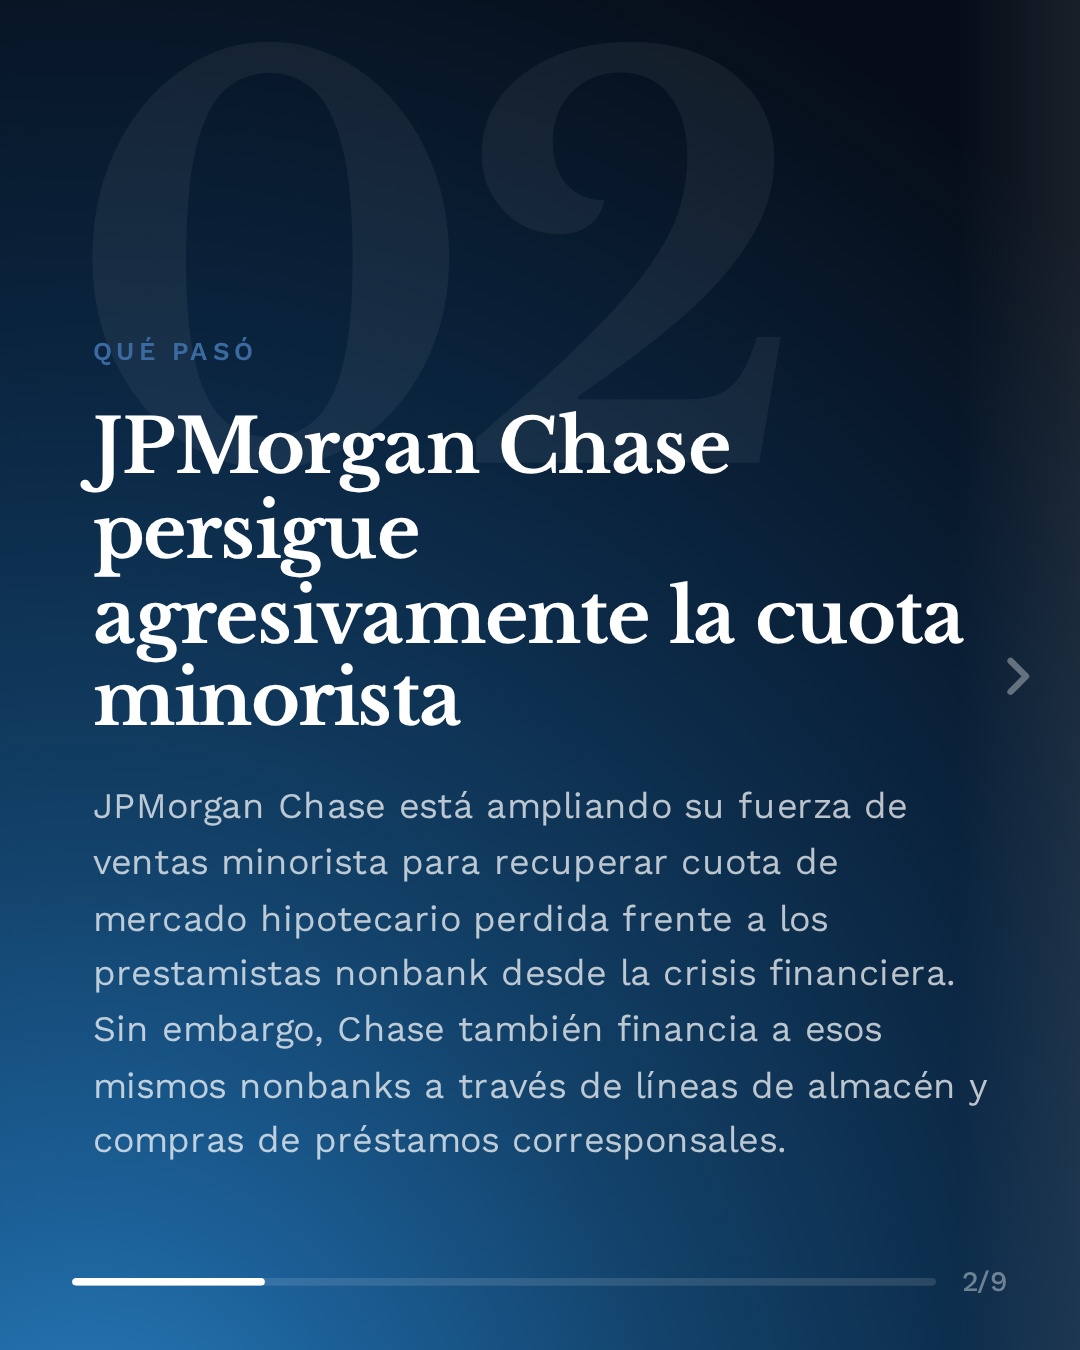 02
QUÉ PASÓ
JPMorgan Chase
persigue
agresivamente la cuota
minorista
JPMorgan Chase está ampliando su fuerza de
ventas minorista para recuperar cuota de
mercado hipotecario perdida frente a los
prestamistas nonbank desde la crisis financiera.
Sin embargo, Chase también financia a esos
mismos nonbanks a través de líneas de almacén y
compras de préstamos corresponsales.
2/9